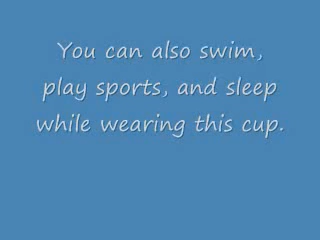 You can also swim,
play sports, and sleep
while wearing this cup.